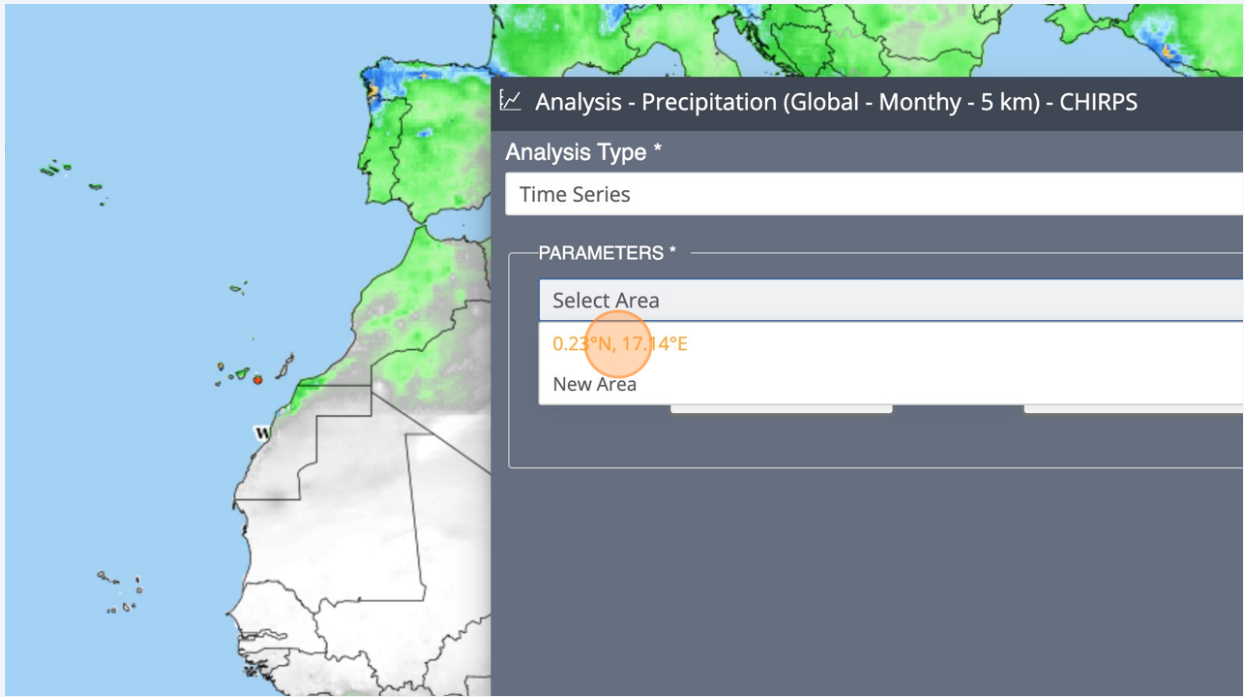 Analysis - Precipitation (Global - Monthy - 5 km) - CHIRPS
Analysis Type *
Time Series
PARAMETERS *
Select Area
0.23°N, 17.14°E
New Area
W